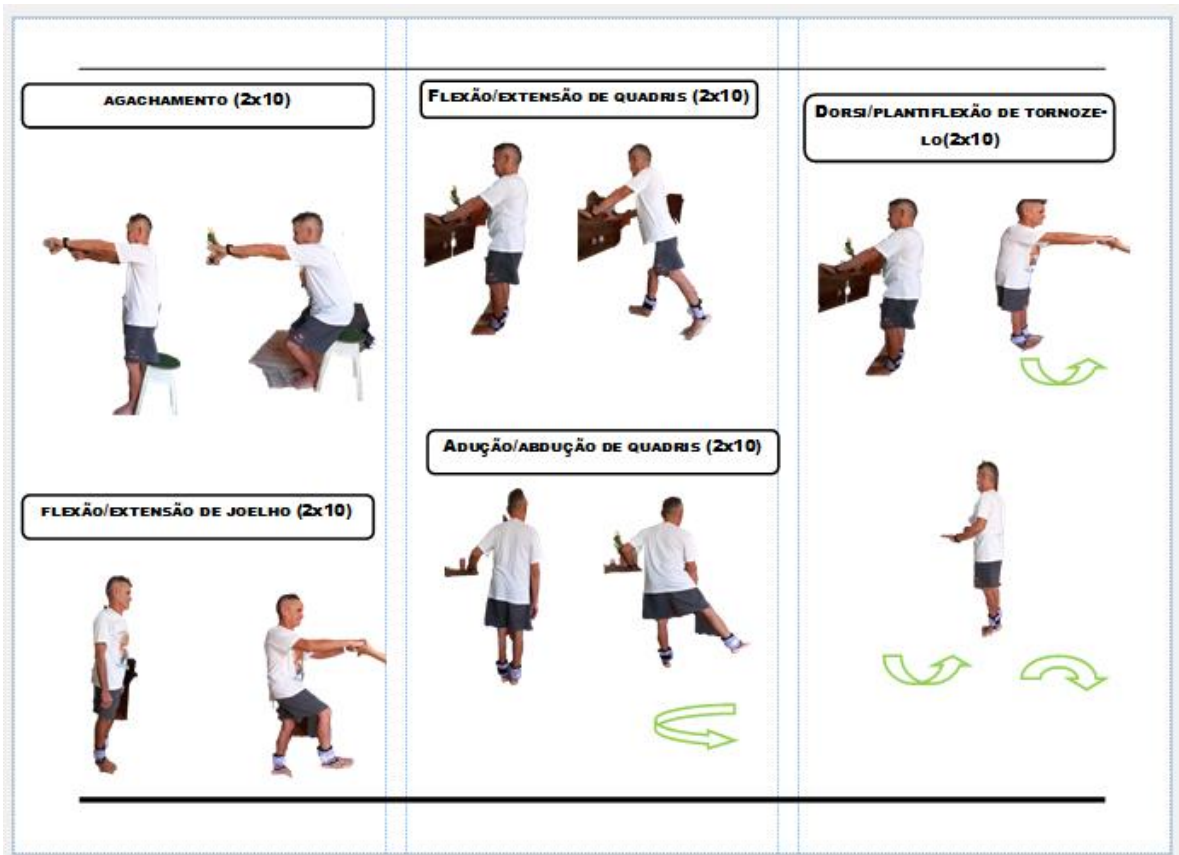 AGACHAMENTO (2x10)
FLEXÃO/EXTENSÃO DE JOELHO (2x10)
FLEXÃO/EXTENSÃO DE QUADRIS (2x10)
ADUÇÃO/ABDUÇÃO DE QUADRIS (2x10)
DORSI/PLANTIFLEXÃO DE TORNOZE-
LO(2x10)